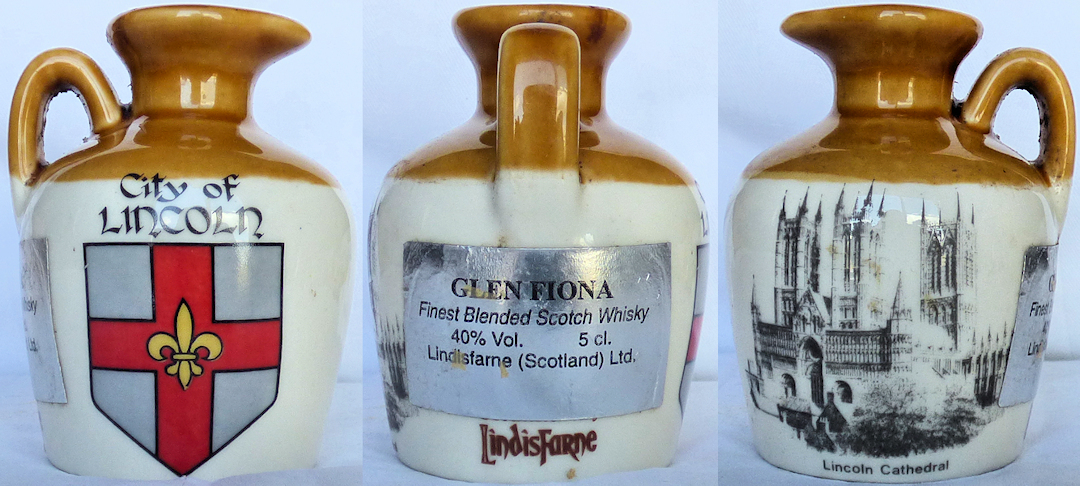 City of
LINCOLN
GLEN FIONA
Finest Blended Scotch Whisky
40% Vol. 5 cl.
Lindisfarne (Scotland) Ltd.
Lindisfarne
Lincoln Cathedral